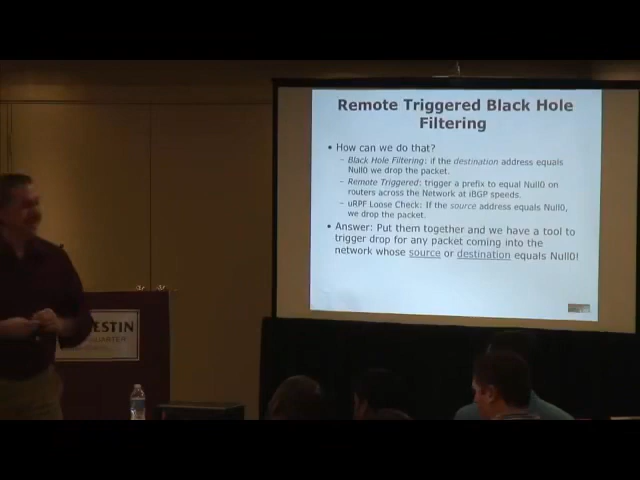 Remote Triggered Black Hole
Filtering
• How can we do that?
– Black Hole Filtering: if the destination address equals
Null0 we drop the packet.
– Remote Triggered: trigger a prefix to equal Null0 on
routers across the Network at iBGP speeds.
– uRPF Loose Check: If the source address equals Null0,
we drop the packet.
• Answer: Put them together and we have a tool to
trigger drop for any packet coming into the
network whose source or destination equals Null0!
ESTIN
QUARTER